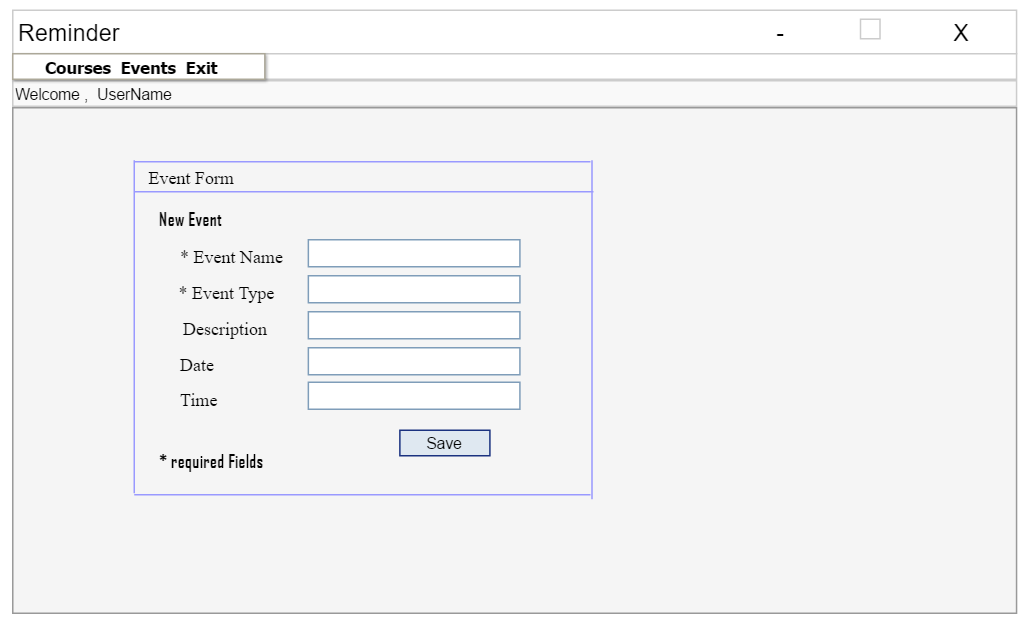 Reminder - X
Courses Events Exit
Welcome , UserName
Event Form
New Event
* Event Name
* Event Type
Description
Date
Time
Save
* required Fields